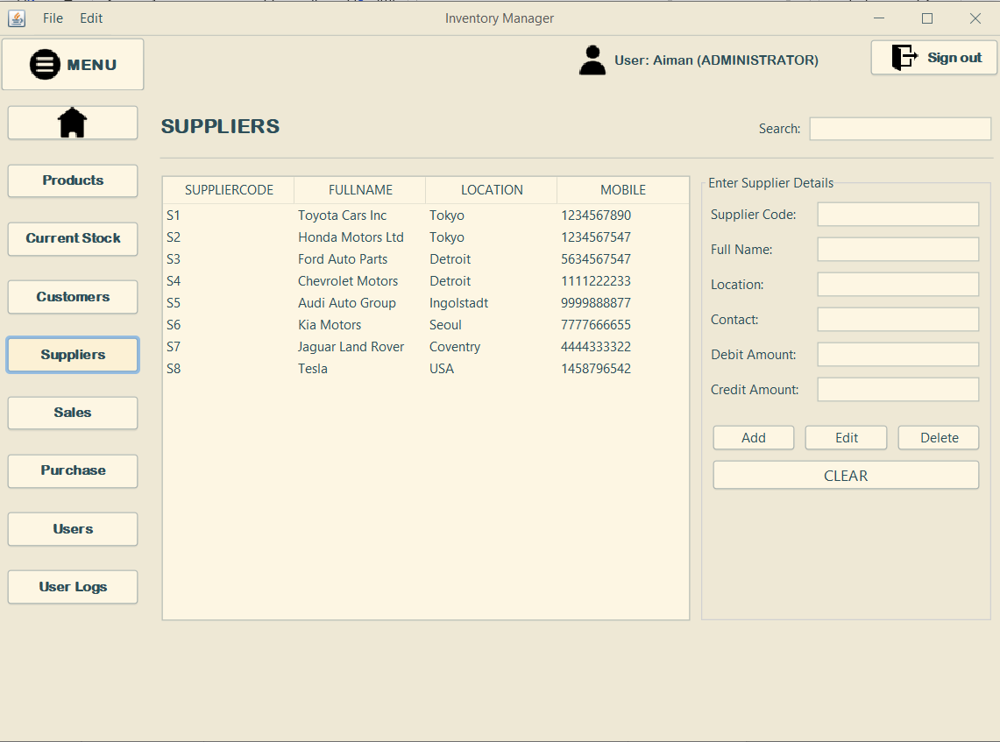 File Edit Inventory Manager
MENU
User: Aiman (ADMINISTRATOR)
Sign out
SUPPLIERS
Search:
Products
Current Stock
Customers
Suppliers
Sales
Purchase
Users
User Logs
SUPPLIERCODE FULLNAME LOCATION MOBILE
S1 Toyota Cars Inc Tokyo 1234567890
S2 Honda Motors Ltd Tokyo 1234567547
S3 Ford Auto Parts Detroit 5634567547
S4 Chevrolet Motors Detroit 1111222233
S5 Audi Auto Group Ingolstadt 9999888877
S6 Kia Motors Seoul 7777666655
S7 Jaguar Land Rover Coventry 4444333322
S8 Tesla USA 1458796542
Enter Supplier Details
Supplier Code:
Full Name:
Location:
Contact:
Debit Amount:
Credit Amount:
Add Edit Delete
CLEAR